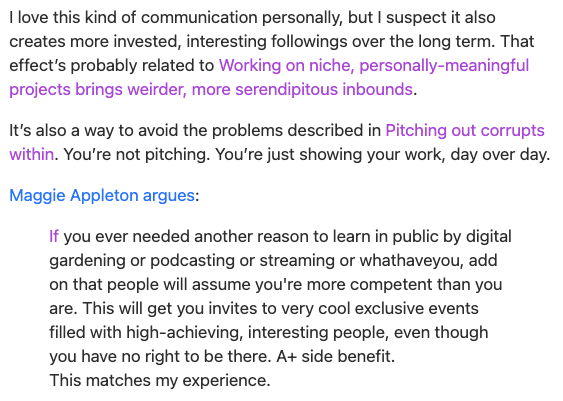 I love this kind of communication personally, but I suspect it also
creates more invested, interesting followings over the long term. That
effect’s probably related to Working on niche, personally-meaningful
projects brings weirder, more serendipitous inbounds.
It’s also a way to avoid the problems described in Pitching out corrupts
within. You’re not pitching. You’re just showing your work, day over day.
Maggie Appleton argues:
If you ever needed another reason to learn in public by digital
gardening or podcasting or streaming or whathaveyou, add
on that people will assume you're more competent than you
are. This will get you invites to very cool exclusive events
filled with high-achieving, interesting people, even though
you have no right to be there. A+ side benefit.
This matches my experience.